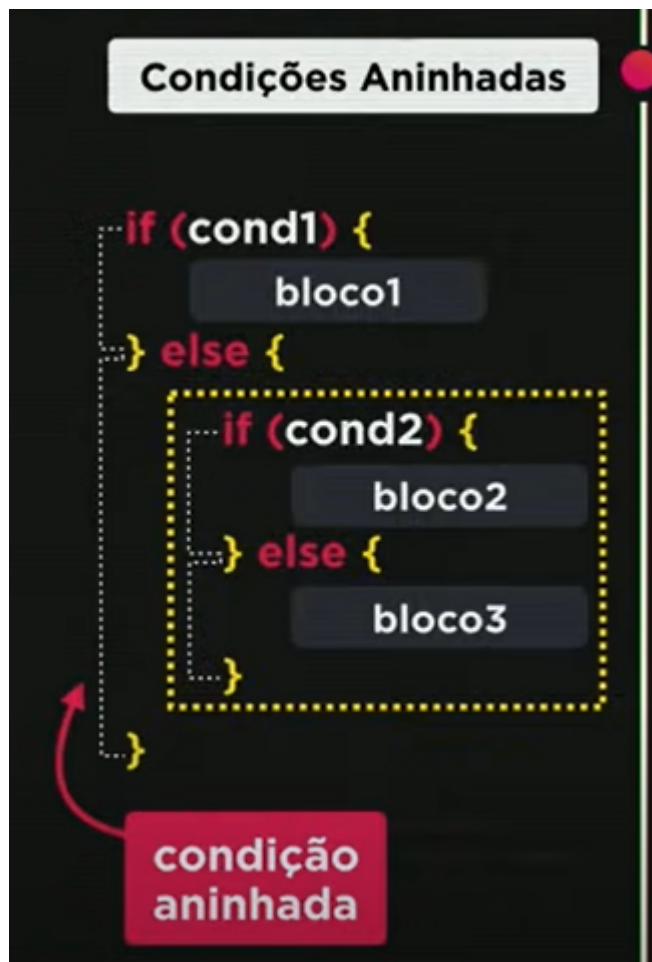 Condições Aninhadas
if (cond1) {
bloco1
} else {
if (cond2) {
bloco2
} else {
bloco3
}
}
condição
aninhada